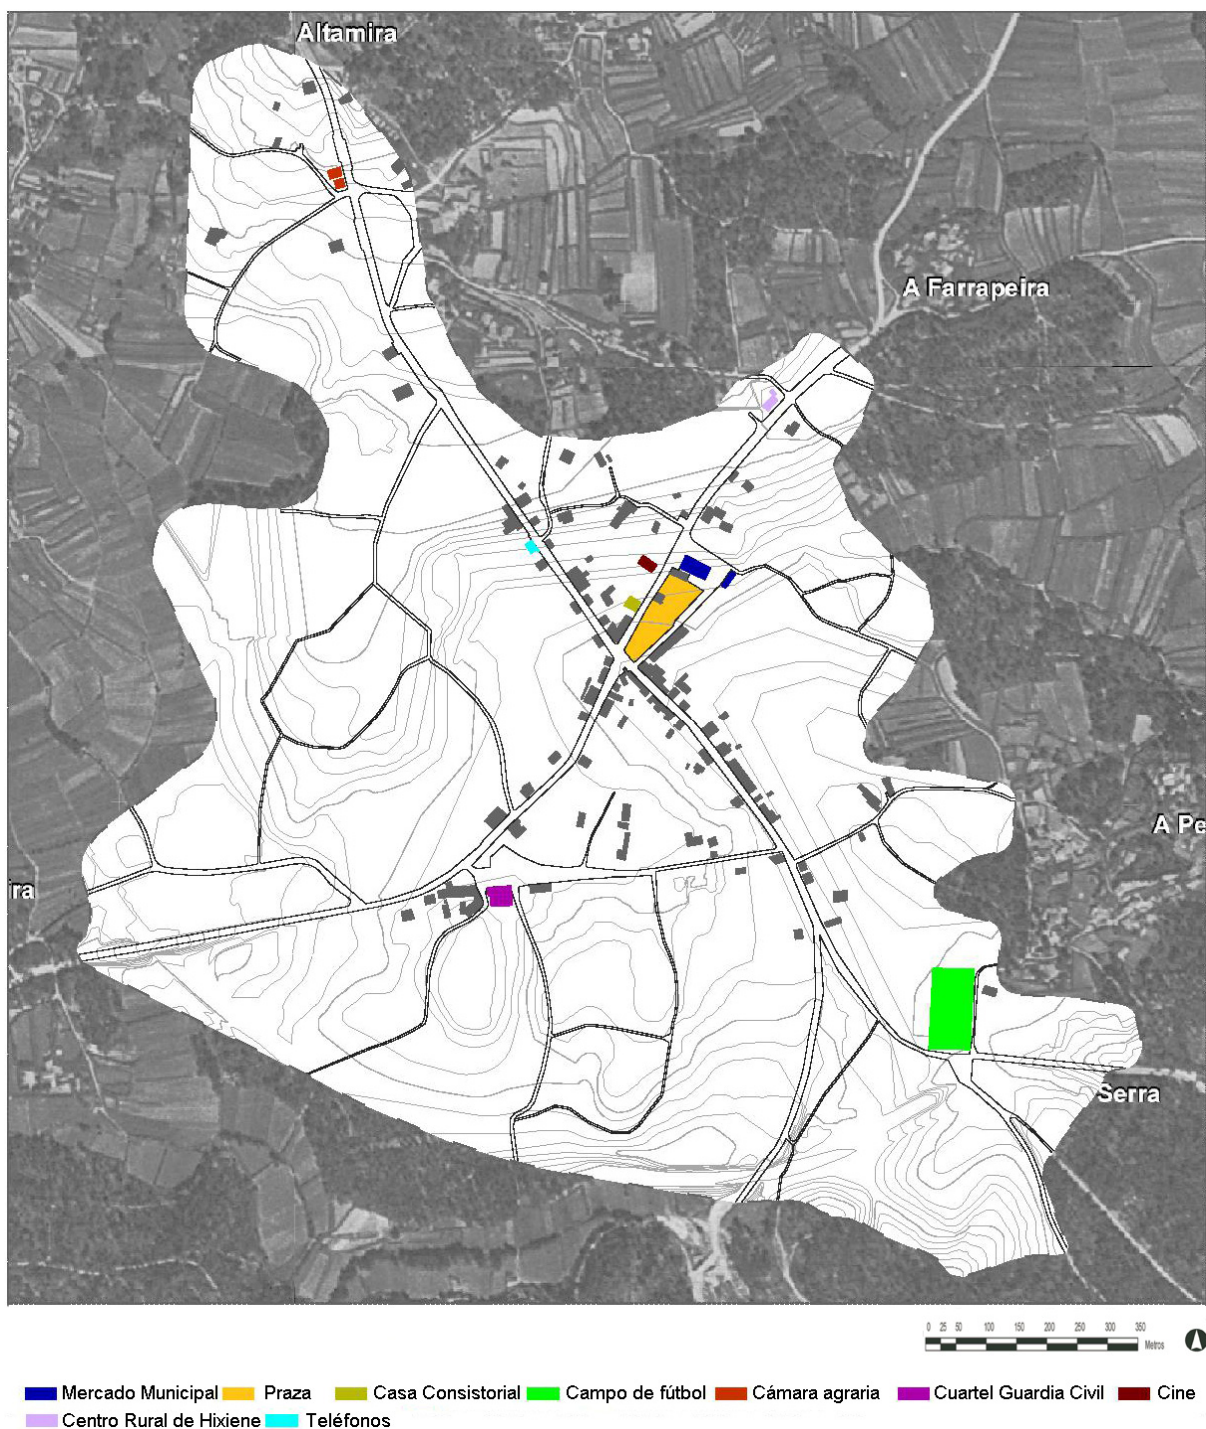 Altamira
A Farrapeira
A Pe
ira
Serra
0 25 50 100 150 200 250 300 350
Metros
Mercado Municipal Praza Casa Consistorial Campo de fútbol Cámara agraria Cuartel Guardia Civil Cine
Centro Rural de Hixiene Teléfonos